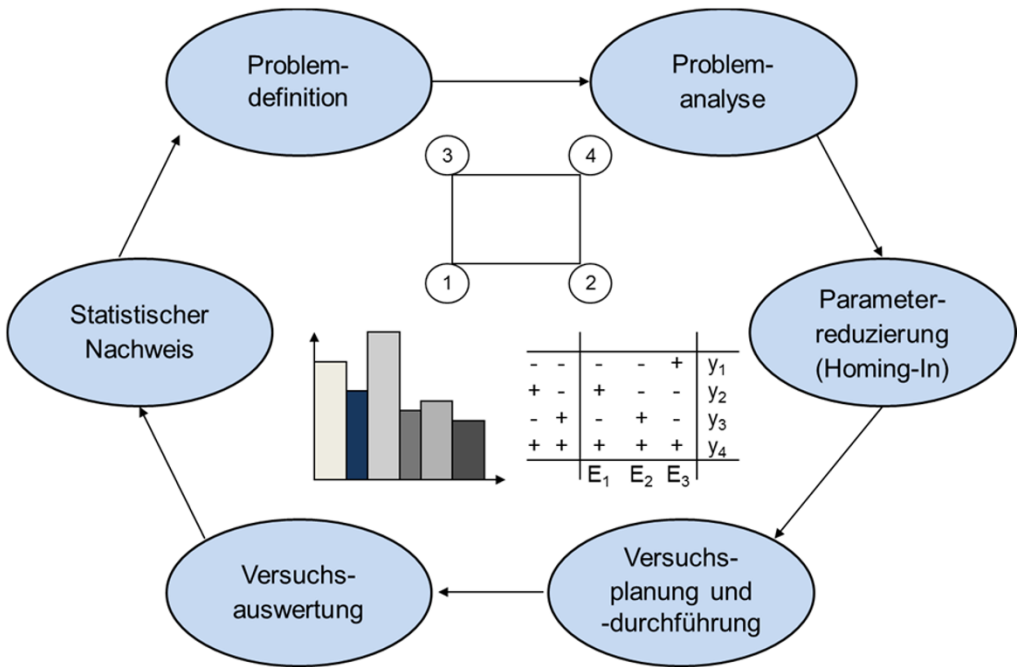 Problem-
definition
Problem-
analyse
3 4
1 2
Statistischer
Nachweis
Parameter-
reduzierung
(Homing-In)
- - - - + y₁
+ - + - - y₂
- + - + - y₃
+ + + + + y₄
E₁ E₂ E₃
Versuchs-
auswertung
Versuchs-
planung und
-durchführung